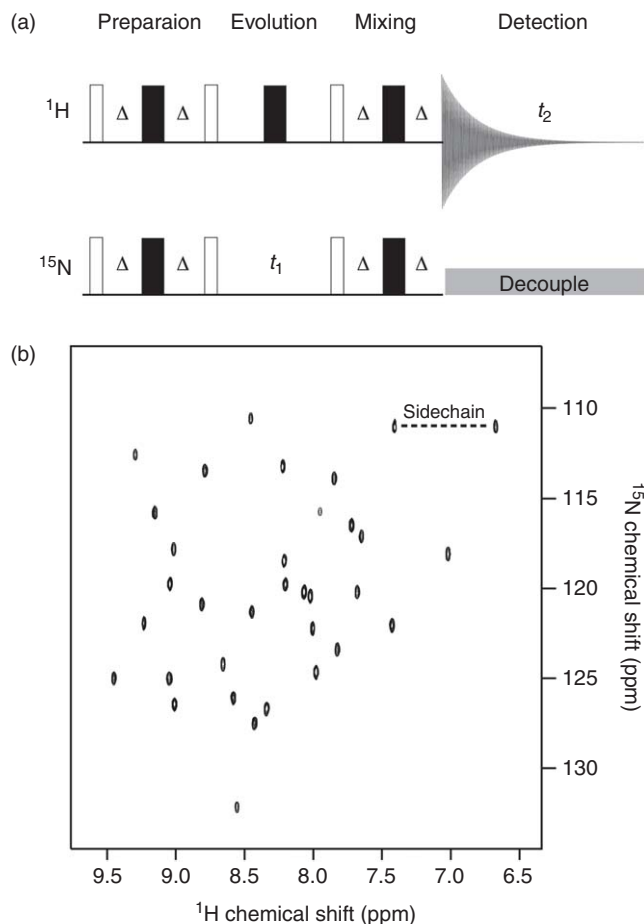 (a)
Preparaion Evolution Mixing Detection
¹H Δ Δ Δ Δ t₂
¹⁵N Δ Δ t₁ Δ Δ
Decouple
(b)
Sidechain
110
115
120
125
130
¹⁵N chemical shift (ppm)
9.5 9.0 8.5 8.0 7.5 7.0 6.5
¹H chemical shift (ppm)